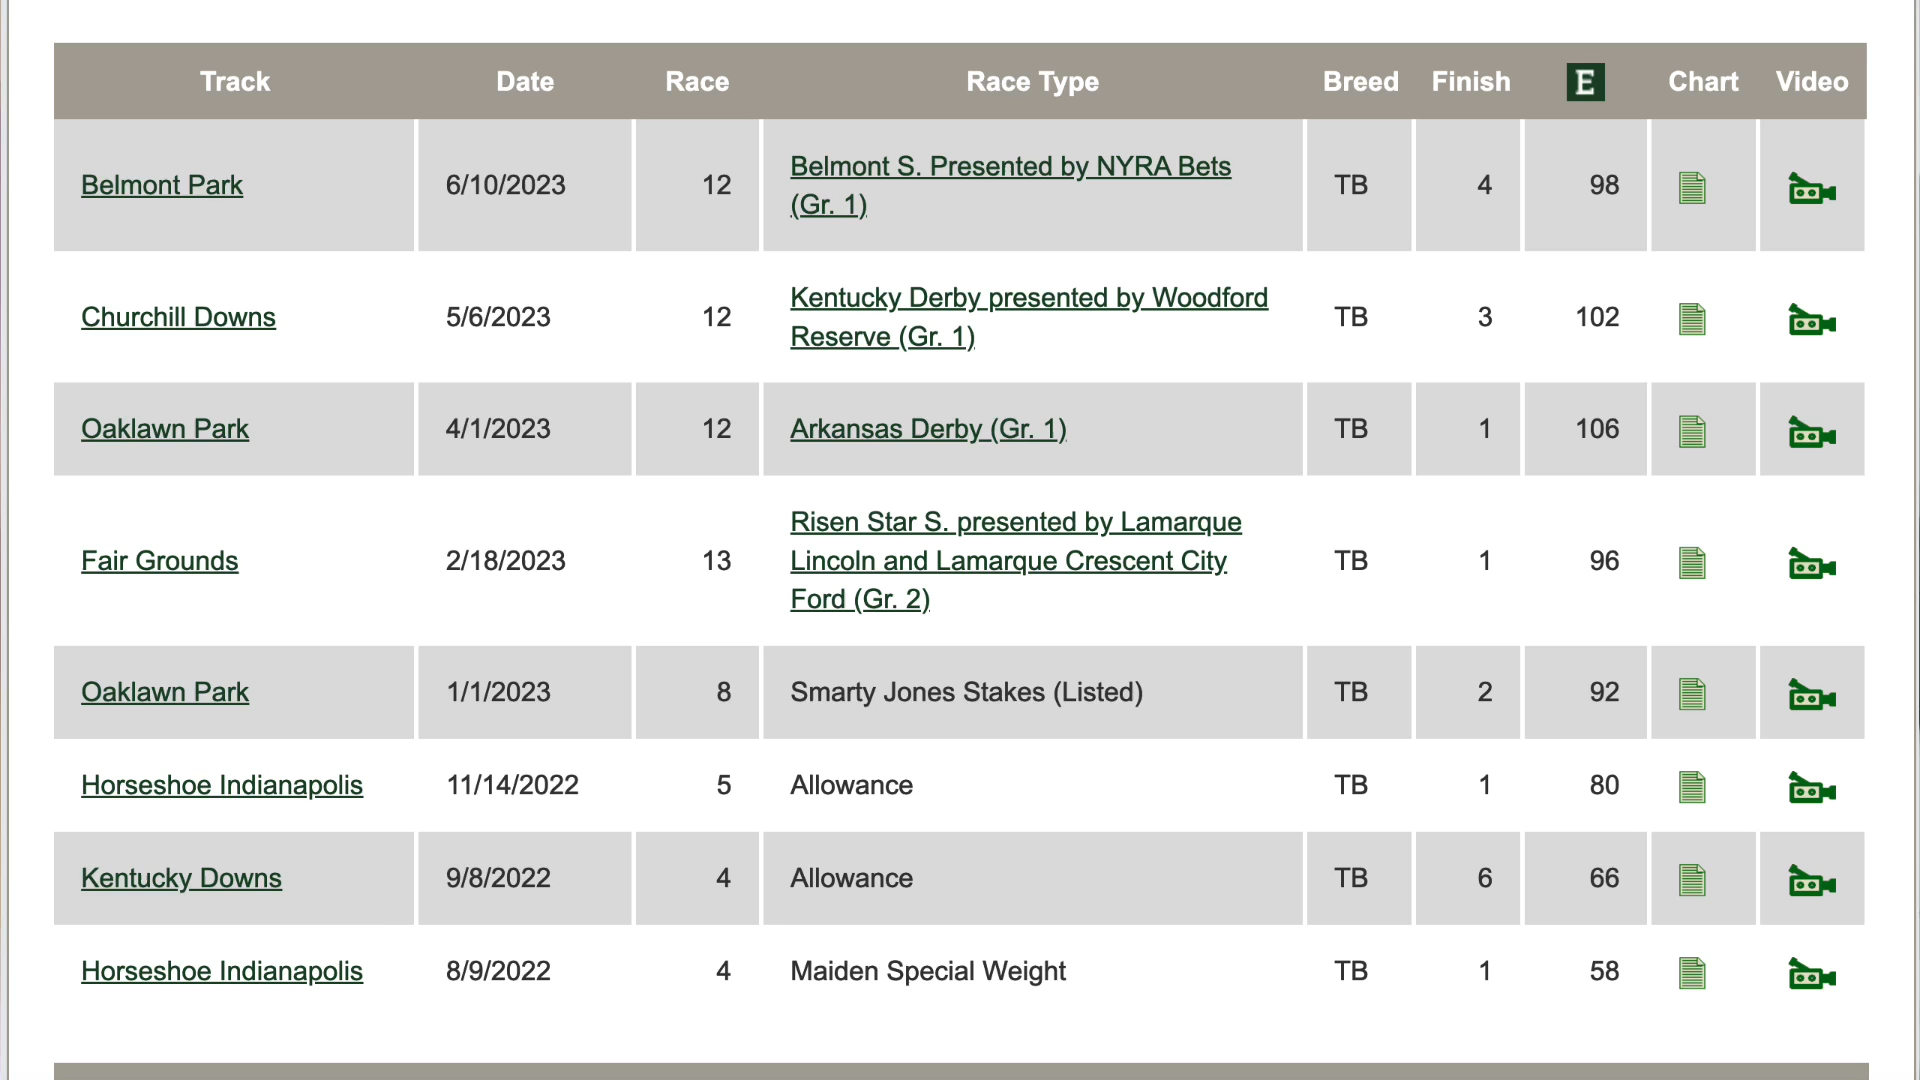 Track Date Race Race Type Breed Finish E Chart Video
Belmont Park 6/10/2023 12 Belmont S. Presented by NYRA Bets
(Gr. 1) TB 4 98
Churchill Downs 5/6/2023 12 Kentucky Derby presented by Woodford
Reserve (Gr. 1) TB 3 102
Oaklawn Park 4/1/2023 12 Arkansas Derby (Gr. 1) TB 1 106
Fair Grounds 2/18/2023 13 Risen Star S. presented by Lamarque
Lincoln and Lamarque Crescent City
Ford (Gr. 2) TB 1 96
Oaklawn Park 1/1/2023 8 Smarty Jones Stakes (Listed) TB 2 92
Horseshoe Indianapolis 11/14/2022 5 Allowance TB 1 80
Kentucky Downs 9/8/2022 4 Allowance TB 6 66
Horseshoe Indianapolis 8/9/2022 4 Maiden Special Weight TB 1 58